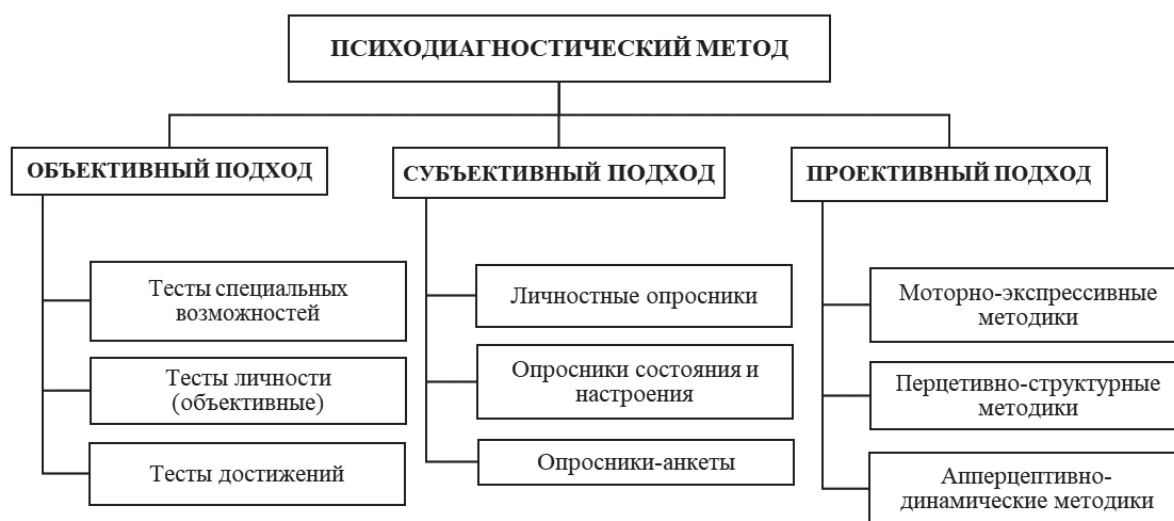 ПСИХОДИАГНОСТИЧЕСКИЙ МЕТОД
ОБЪЕКТИВНЫЙ ПОДХОД
Тесты специальных
возможностей
Тесты личности
(объективные)
Тесты достижений
СУБЪЕКТИВНЫЙ ПОДХОД
Личностные опросники
Опросники состояния и
настроения
Опросники-анкеты
ПРОЕКТИВНЫЙ ПОДХОД
Моторно-экспрессивные
методики
Перцетивно-структурные
методики
Апперцептивно-
динамические методики